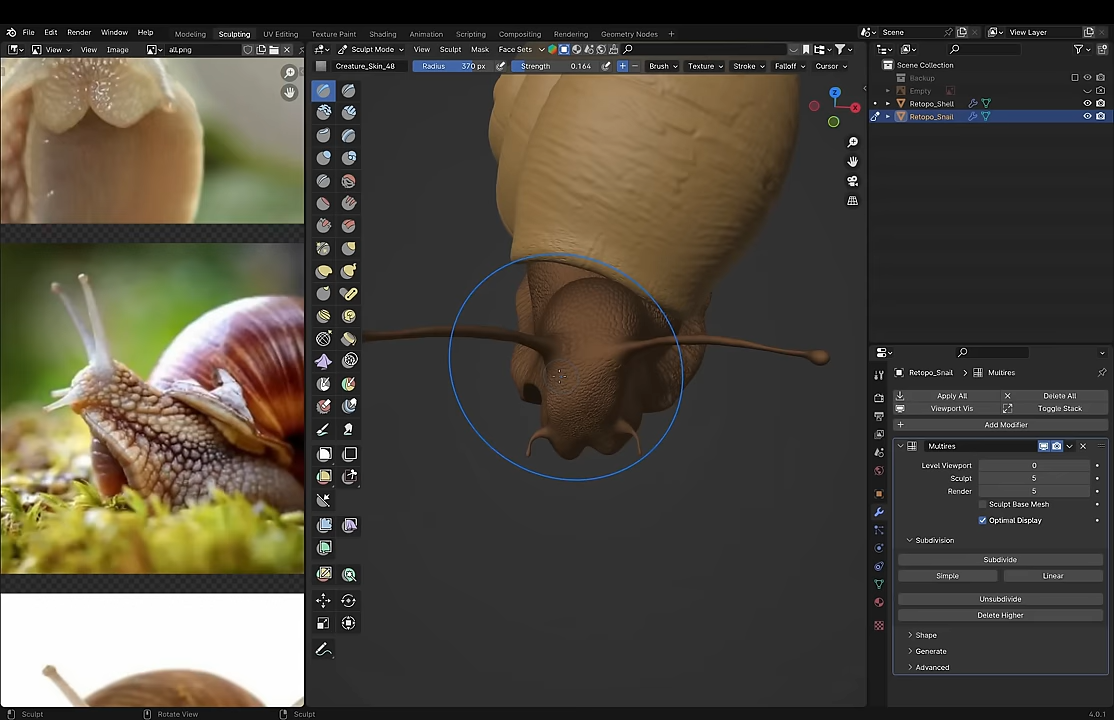 File Edit Render Window Help Modeling Sculpting UV Editing Texture Paint Shading Animation Rendering Compositing Scripting Geometry Nodes + Scene View Layer
View View Image all.png Sculpt Mode View Sculpt Mask Face Sets
Creature_Skin_48 Radius 370 px Strength 0.164 + − Brush Texture Stroke Falloff Cursor
Scene Collection
Backup
Empty
Retopo_Shell
Retopo_Snail
Z
X
Retopo_Snail > Multires
Apply All Delete All
Viewport Vis Toggle Stack
+ Add Modifier
Multires
Level Viewport 0
Sculpt 5
Render 5
Sculpt Base Mesh
Optimal Display
Subdivision
Subdivide
Simple Linear
Unsubdivide
Delete Higher
Shape
Generate
Advanced
Sculpt Rotate View Sculpt 4.0.1